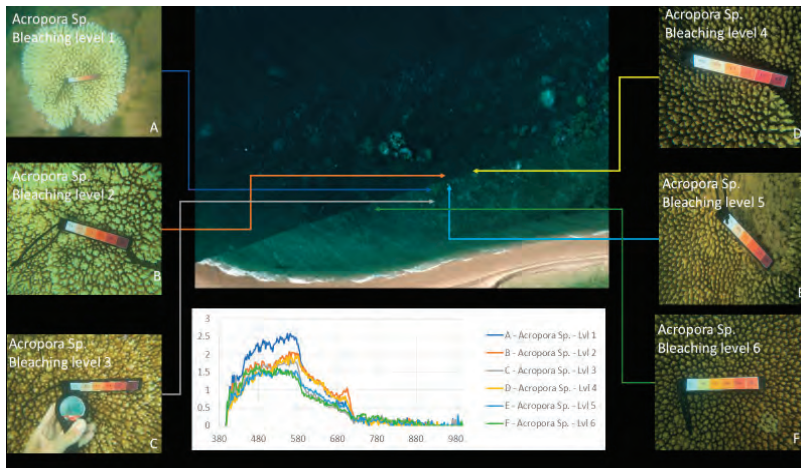 Acropora Sp.
Bleaching level 1
A
Acropora Sp.
Bleaching level 2
B
Acropora Sp.
Bleaching level 3
C
Acropora Sp.
Bleaching level 4
D
Acropora Sp.
Bleaching level 5
E
Acropora Sp.
Bleaching level 6
F
3
2.5
2
1.5
1
0.5
0
380 480 580 680 780 880 980
A - Acropora Sp. - Lvl 1
B - Acropora Sp. - Lvl 2
C - Acropora Sp. - Lvl 3
D - Acropora Sp. - Lvl 4
E - Acropora Sp. - Lvl 5
F - Acropora Sp. - Lvl 6